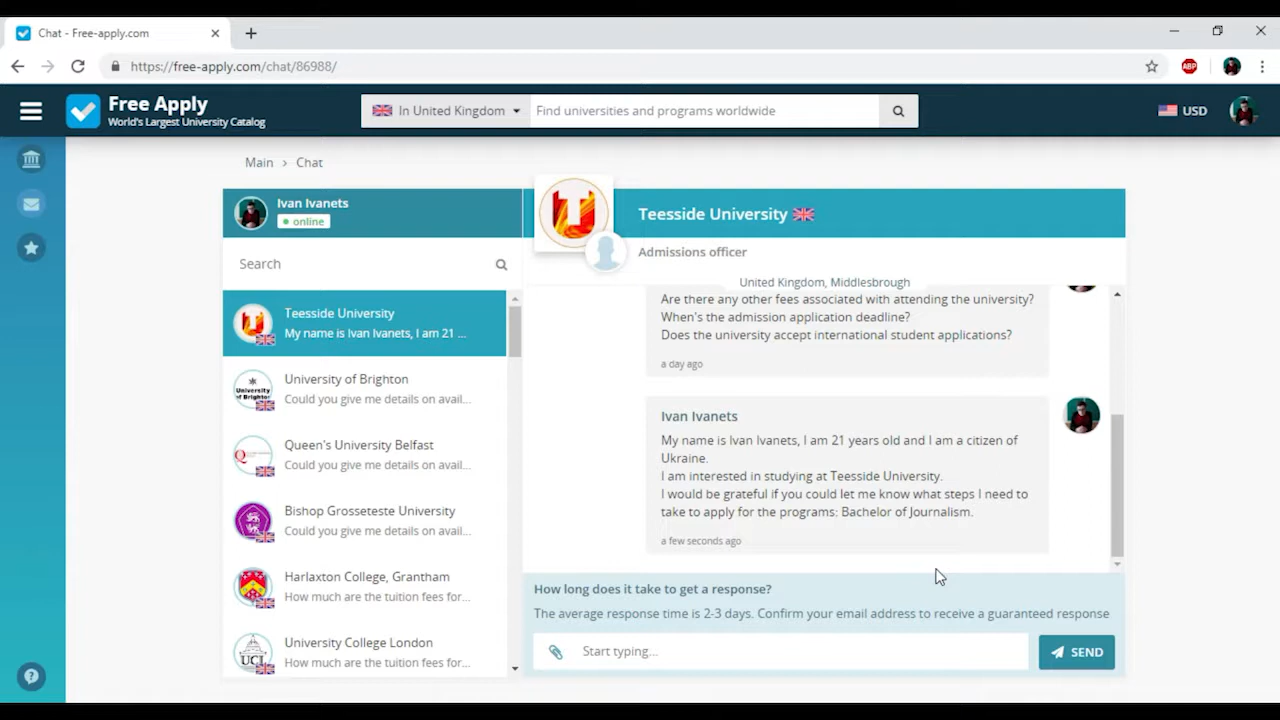 Chat - Free-apply.com
https://free-apply.com/chat/86988/
ABP
Free Apply
World's Largest University Catalog
In United Kingdom
Find universities and programs worldwide
USD
Main > Chat
Ivan Ivanets
online
Search
Teesside University
My name is Ivan Ivanets, I am 21 ...
University of Brighton
University of Brighton
Could you give me details on avail...
Queen's University Belfast
Could you give me details on avail...
Bishop Grosseteste University
Could you give me details on avail...
Harlaxton College, Grantham
How much are the tuition fees for...
UCL
University College London
How much are the tuition fees for...
Teesside University
Admissions officer
United Kingdom, Middlesbrough
Are there any other fees associated with attending the university?
When's the admission application deadline?
Does the university accept international student applications?
a day ago
Ivan Ivanets
My name is Ivan Ivanets, I am 21 years old and I am a citizen of
Ukraine.
I am interested in studying at Teesside University.
I would be grateful if you could let me know what steps I need to
take to apply for the programs: Bachelor of Journalism.
a few seconds ago
How long does it take to get a response?
The average response time is 2-3 days. Confirm your email address to receive a guaranteed response
Start typing...
SEND